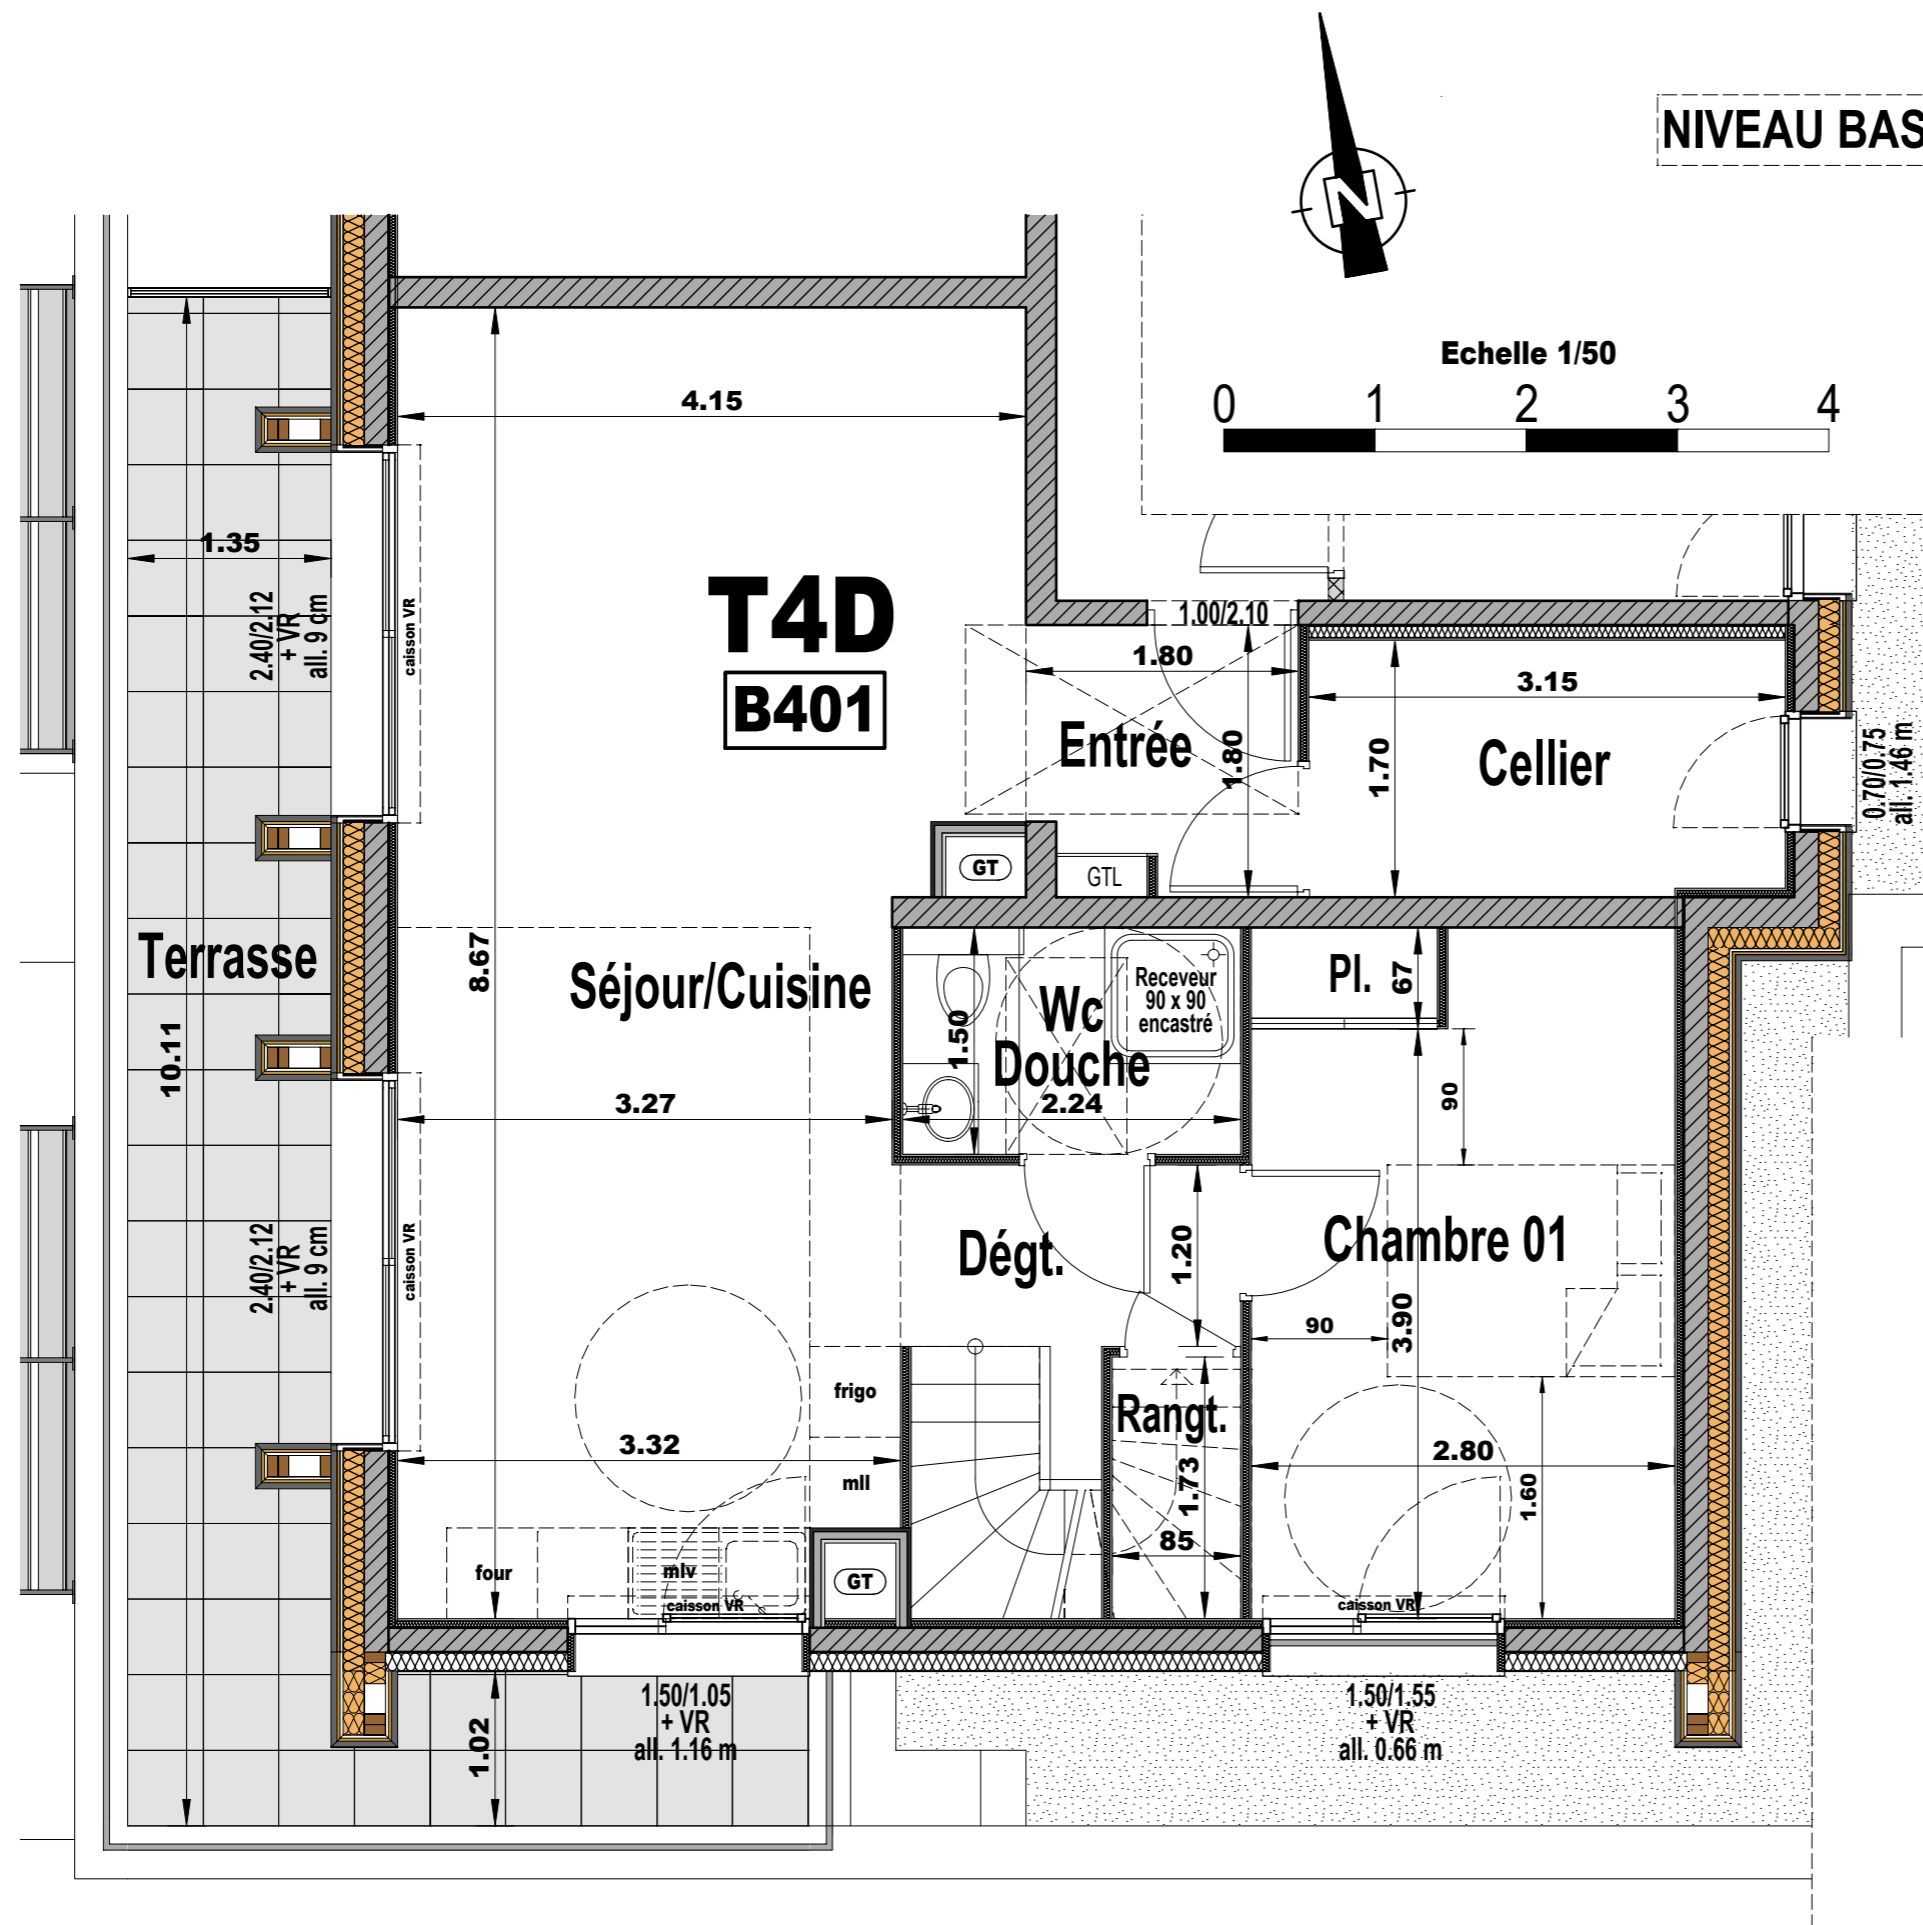 N
NIVEAU BAS
Echelle 1/50
0 1 2 3 4
4.15
1.35
2.40/2.12
+ VR
all. 9 cm
caisson VR
T4D
B401
1.00/2.10
1.80
Entrée
1.80
3.15
1.70
Cellier
0.70/0.75
all. 1.46 m
GT
GTL
Terrasse
10.11
8.67
Séjour/Cuisine
1.50
Wc
Douche
Receveur
90 x 90
encastré
Pl.
67
3.27
2.24
90
2.40/2.12
+ VR
all. 9 cm
caisson VR
Dégt.
1.20
Chambre 01
90
3.90
frigo
3.32
mll
Rangt.
1.73
85
2.80
1.60
four
mlv
caisson VR
GT
caisson VR
1.02
1.50/1.05
+ VR
all. 1.16 m
1.50/1.55
+ VR
all. 0.66 m